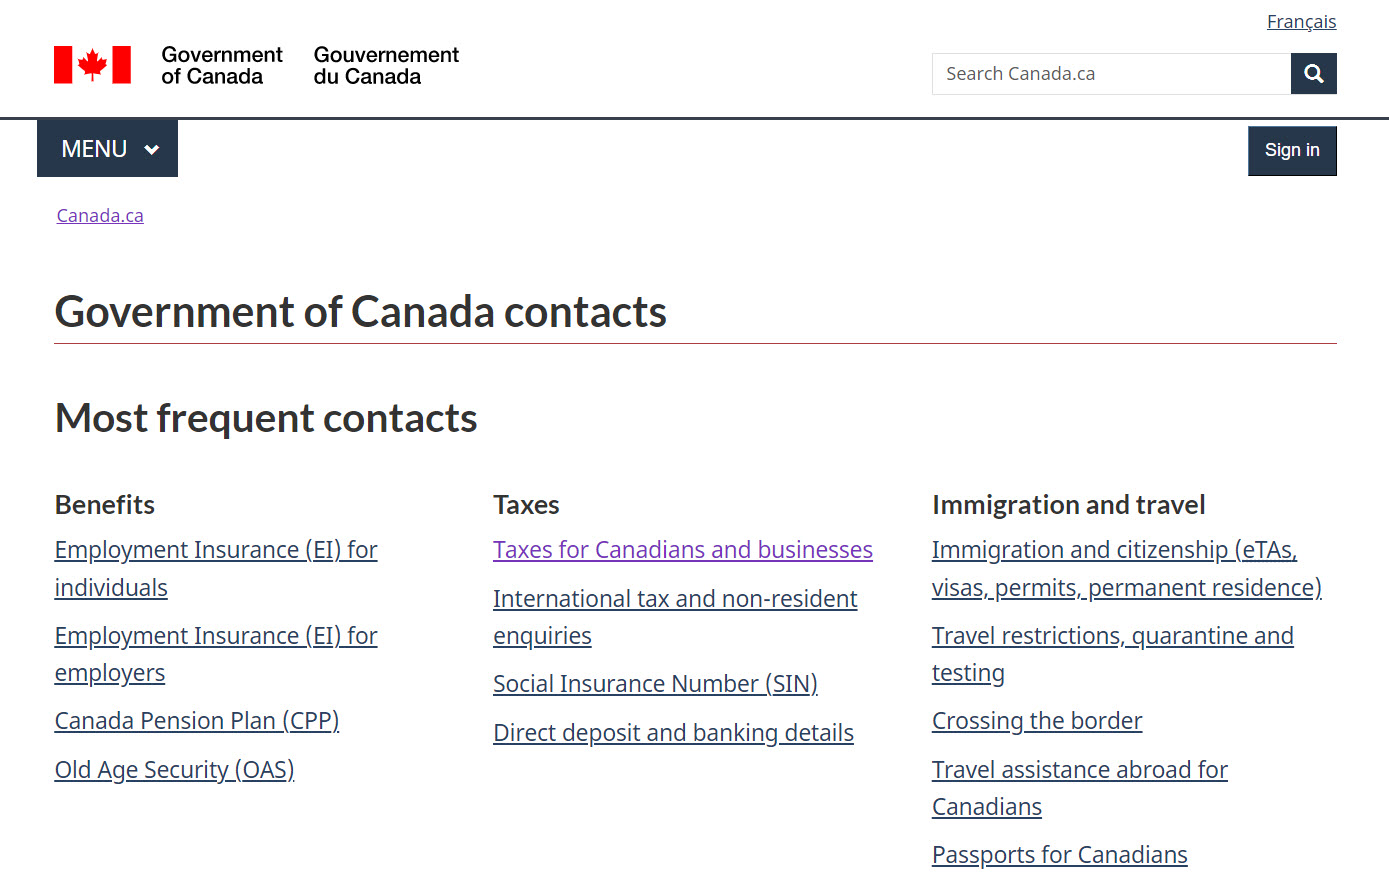 Français
Government
of Canada
Gouvernement
du Canada
Search Canada.ca
MENU
Sign in
Canada.ca
Government of Canada contacts
Most frequent contacts
Benefits
Employment Insurance (EI) for
individuals
Employment Insurance (EI) for
employers
Canada Pension Plan (CPP)
Old Age Security (OAS)
Taxes
Taxes for Canadians and businesses
International tax and non-resident
enquiries
Social Insurance Number (SIN)
Direct deposit and banking details
Immigration and travel
Immigration and citizenship (eTAs,
visas, permits, permanent residence)
Travel restrictions, quarantine and
testing
Crossing the border
Travel assistance abroad for
Canadians
Passports for Canadians